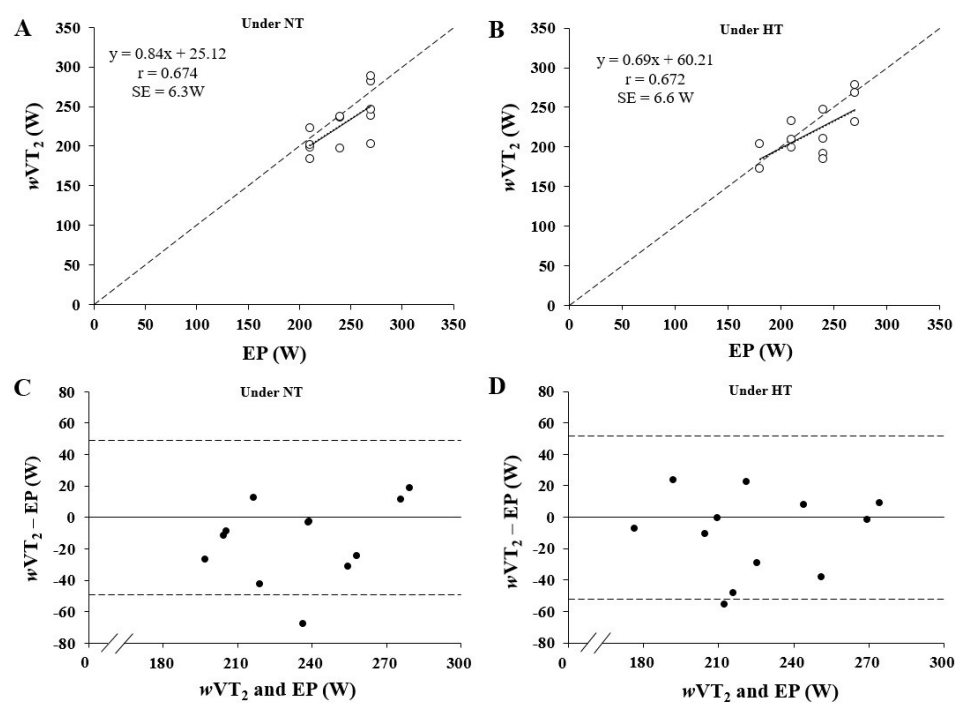 A
Under NT
y = 0.84x + 25.12
r = 0.674
SE = 6.3W
wVT2 (W)
350
300
250
200
150
100
50
0
0 50 100 150 200 250 300 350
EP (W)
B
Under HT
y = 0.69x + 60.21
r = 0.672
SE = 6.6 W
wVT2 (W)
350
300
250
200
150
100
50
0
0 50 100 150 200 250 300 350
EP (W)
C
Under NT
wVT2 – EP (W)
80
60
40
20
0
-20
-40
-60
-80
0 180 210 240 270 300
wVT2 and EP (W)
D
Under HT
wVT2 – EP (W)
80
60
40
20
0
-20
-40
-60
-80
0 180 210 240 270 300
wVT2 and EP (W)